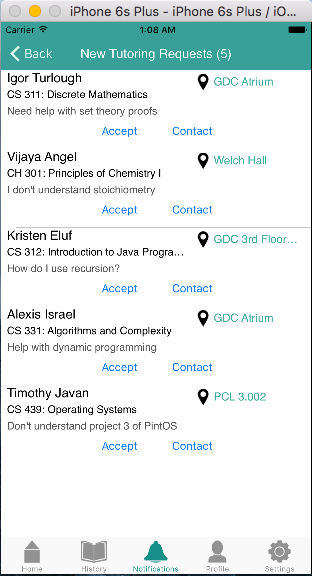 iPhone 6s Plus - iPhone 6s Plus / iO...
Carrier 1:08 AM
Back New Tutoring Requests (5)
Igor Turlough GDC Atrium
CS 311: Discrete Mathematics
Need help with set theory proofs
Accept Contact
Vijaya Angel Welch Hall
CH 301: Principles of Chemistry I
I don't understand stoichiometry
Accept Contact
Kristen Eluf GDC 3rd Floor...
CS 312: Introduction to Java Progra...
How do I use recursion?
Accept Contact
Alexis Israel GDC Atrium
CS 331: Algorithms and Complexity
Help with dynamic programming
Accept Contact
Timothy Javan PCL 3.002
CS 439: Operating Systems
Don't understand project 3 of PintOS
Accept Contact
Home History Notifications Profile Settings